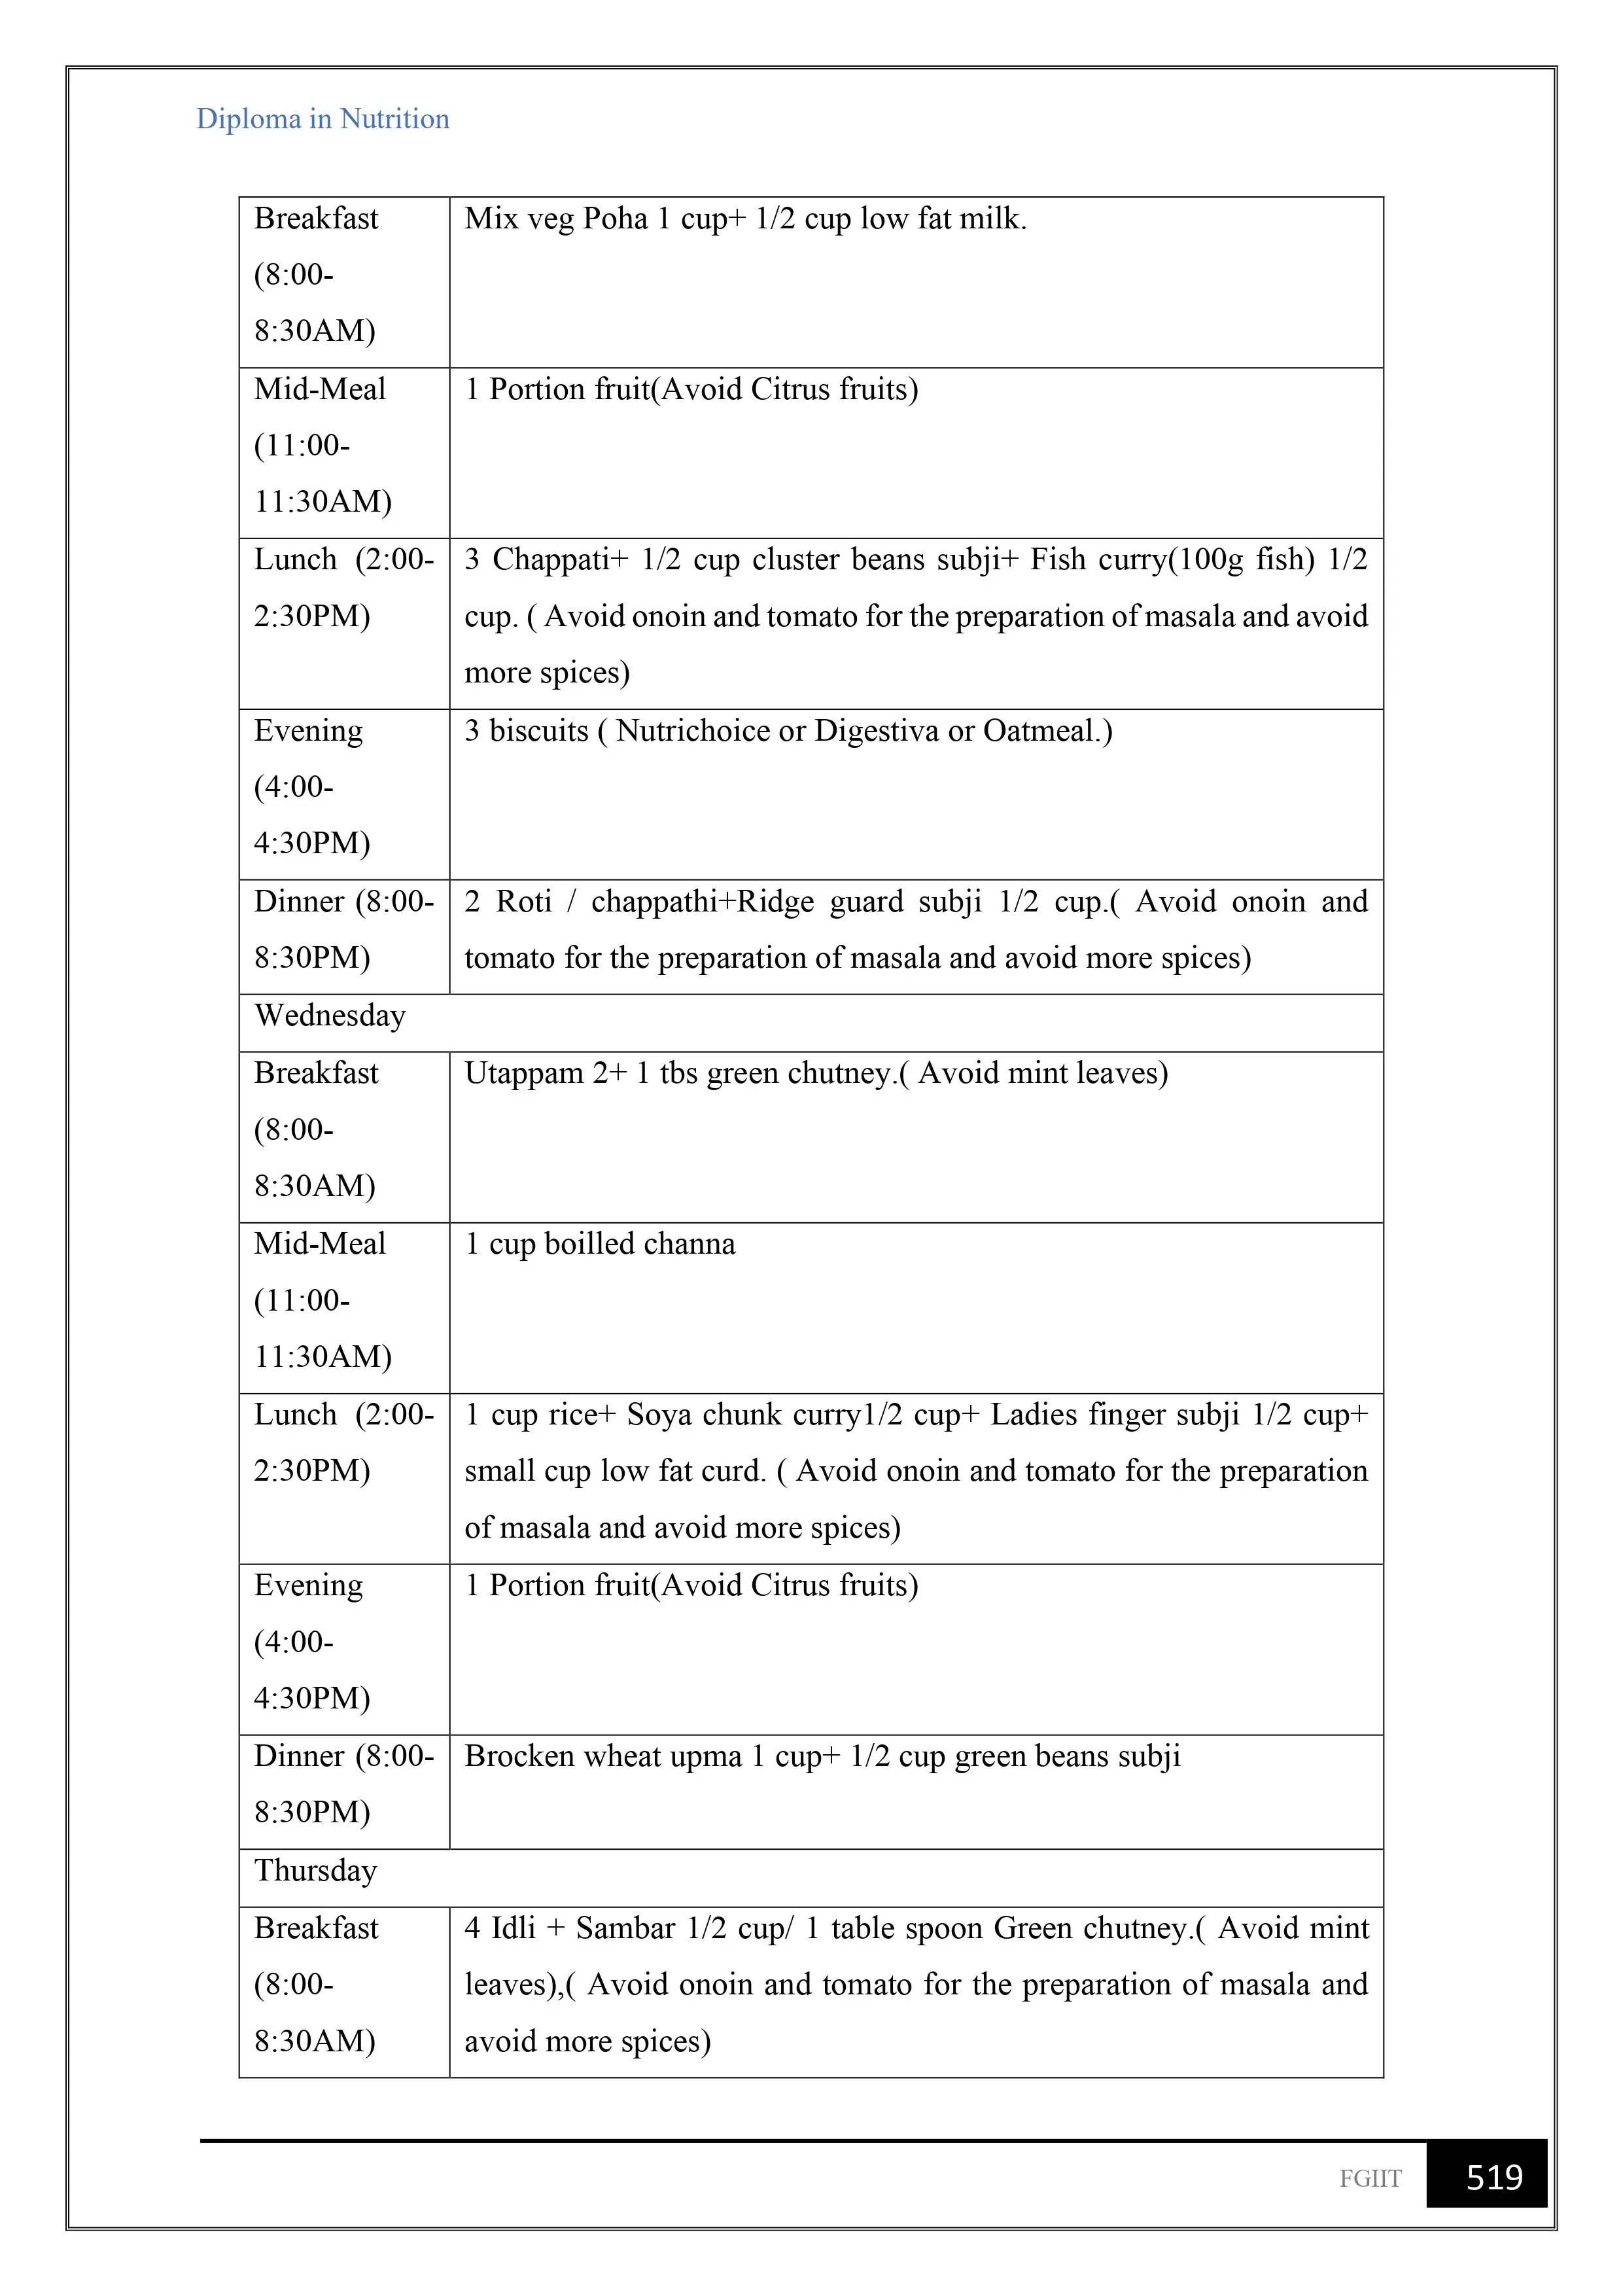 Diploma in Nutrition
Breakfast
(8:00-
8:30AM)
Mix veg Poha 1 cup+ 1/2 cup low fat milk.
Mid-Meal
(11:00-
11:30AM)
1 Portion fruit(Avoid Citrus fruits)
Lunch (2:00-
2:30PM)
3 Chappati+ 1/2 cup cluster beans subji+ Fish curry(100g fish) 1/2
cup. ( Avoid onoin and tomato for the preparation of masala and avoid
more spices)
Evening
(4:00-
4:30PM)
3 biscuits ( Nutrichoice or Digestiva or Oatmeal.)
Dinner (8:00-
8:30PM)
2 Roti / chappathi+Ridge guard subji 1/2 cup.( Avoid onoin and
tomato for the preparation of masala and avoid more spices)
Wednesday
Breakfast
(8:00-
8:30AM)
Utappam 2+ 1 tbs green chutney.( Avoid mint leaves)
Mid-Meal
(11:00-
11:30AM)
1 cup boilled channa
Lunch (2:00-
2:30PM)
1 cup rice+ Soya chunk curry1/2 cup+ Ladies finger subji 1/2 cup+
small cup low fat curd. ( Avoid onoin and tomato for the preparation
of masala and avoid more spices)
Evening
(4:00-
4:30PM)
1 Portion fruit(Avoid Citrus fruits)
Dinner (8:00-
8:30PM)
Brocken wheat upma 1 cup+ 1/2 cup green beans subji
Thursday
Breakfast
(8:00-
8:30AM)
4 Idli + Sambar 1/2 cup/ 1 table spoon Green chutney.( Avoid mint
leaves),( Avoid onoin and tomato for the preparation of masala and
avoid more spices)
FGIIT
519